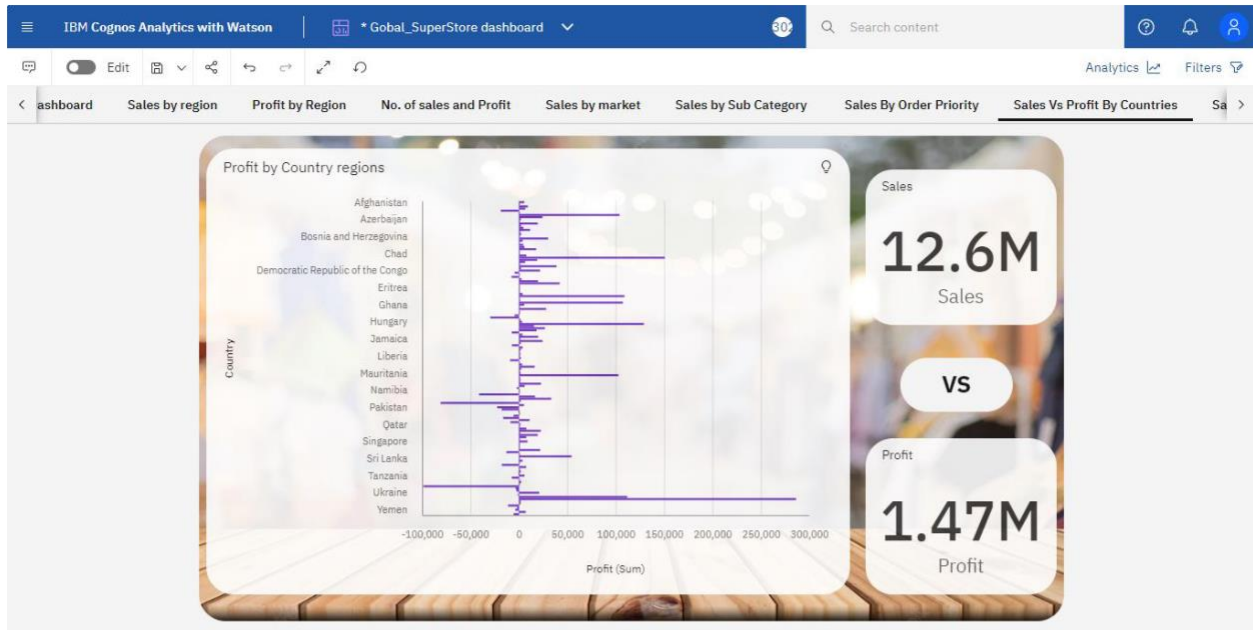 IBM Cognos Analytics with Watson
* Gobal_SuperStore dashboard
Search content
Edit
Analytics
Filters
ashboard
Sales by region
Profit by Region
No. of sales and Profit
Sales by market
Sales by Sub Category
Sales By Order Priority
Sales Vs Profit By Countries
Sa
Profit by Country regions
Country
Afghanistan
Azerbaijan
Bosnia and Herzegovina
Chad
Democratic Republic of the Congo
Eritrea
Ghana
Hungary
Jamaica
Liberia
Mauritania
Namibia
Pakistan
Qatar
Singapore
Sri Lanka
Tanzania
Ukraine
Yemen
-100,000 -50,000 0 50,000 100,000 150,000 200,000 250,000 300,000
Profit (Sum)
Sales
12.6M
Sales
VS
Profit
1.47M
Profit